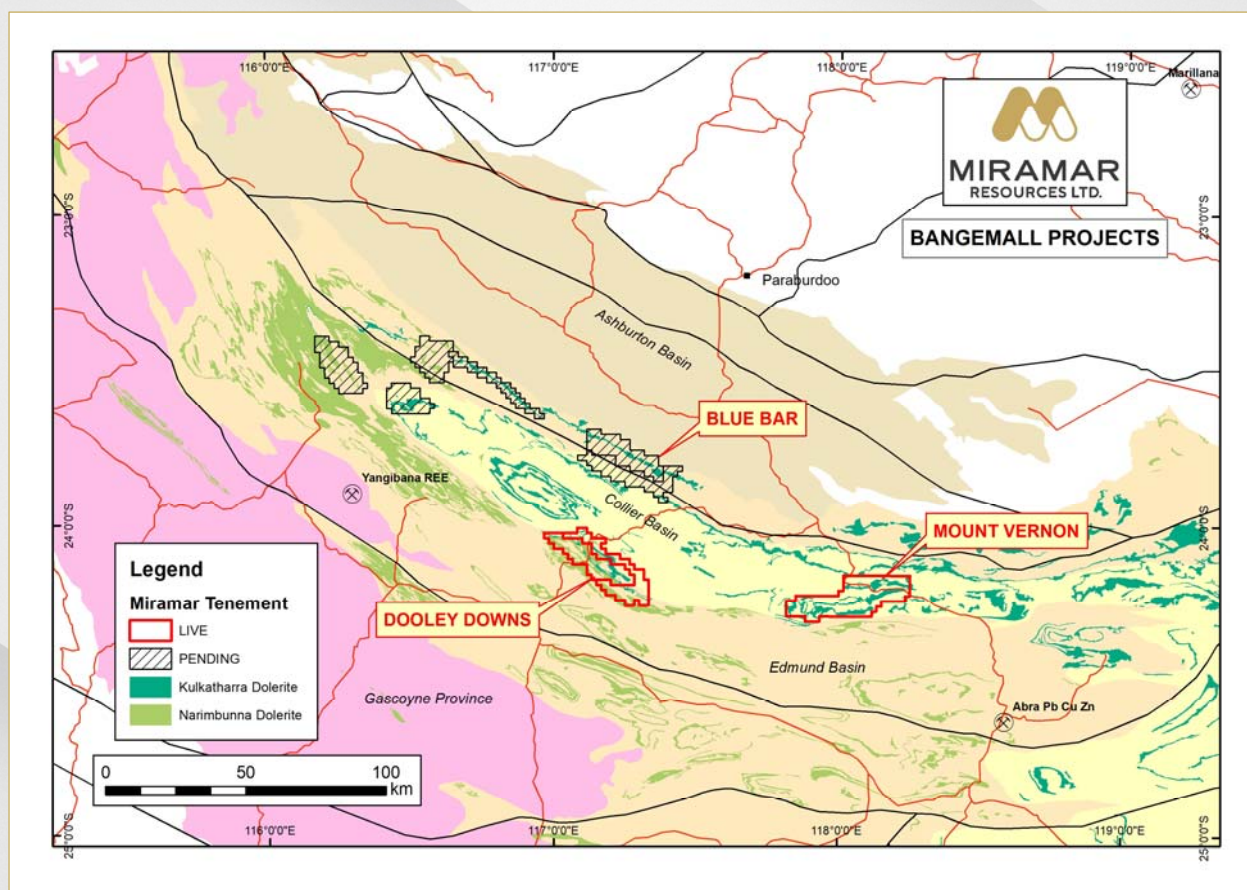 116°0'0"E
117°0'0"E
118°0'0"E
119°0'0"E
Marillana
MIRAMAR
RESOURCES LTD.
BANGEMALL PROJECTS
23°0'0"S
23°0'0"S
Paraburdoo
Ashburton Basin
BLUE BAR
Yangibana REE
Collier Basin
24°0'0"S
24°0'0"S
MOUNT VERNON
DOOLEY DOWNS
Legend
Miramar Tenement
LIVE
PENDING
Kulkatharra Dolerite
Narimbunna Dolerite
Edmund Basin
Gascoyne Province
Abra Pb Cu Zn
0 50 100
km
25°0'0"S
25°0'0"S
116°0'0"E
117°0'0"E
118°0'0"E
119°0'0"E